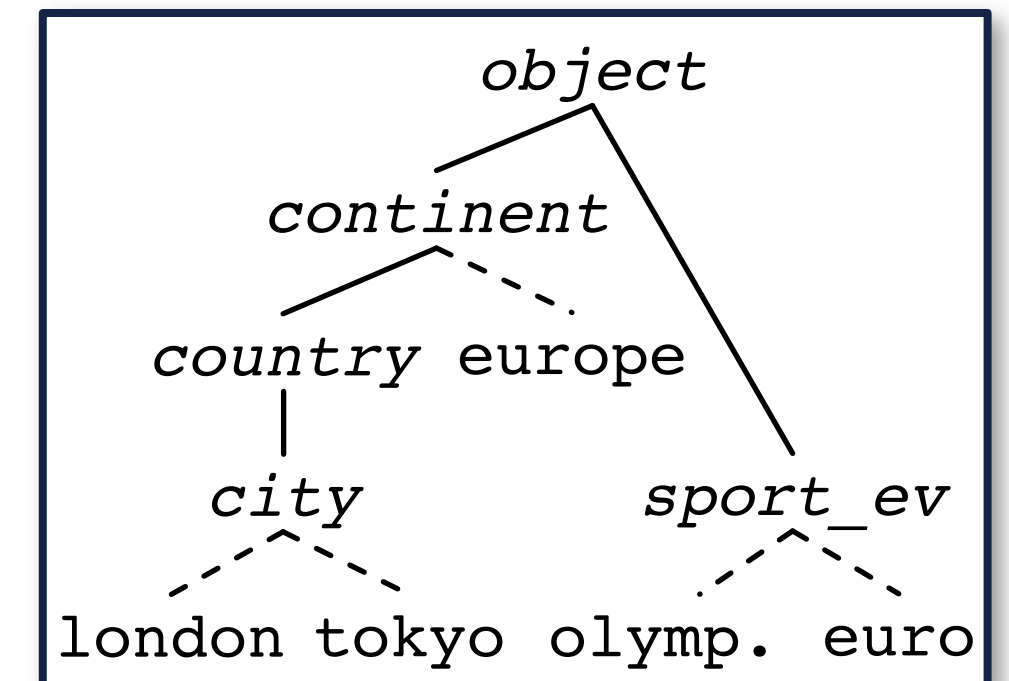 object
continent
country europe
city sport_ev
london tokyo olymp. euro